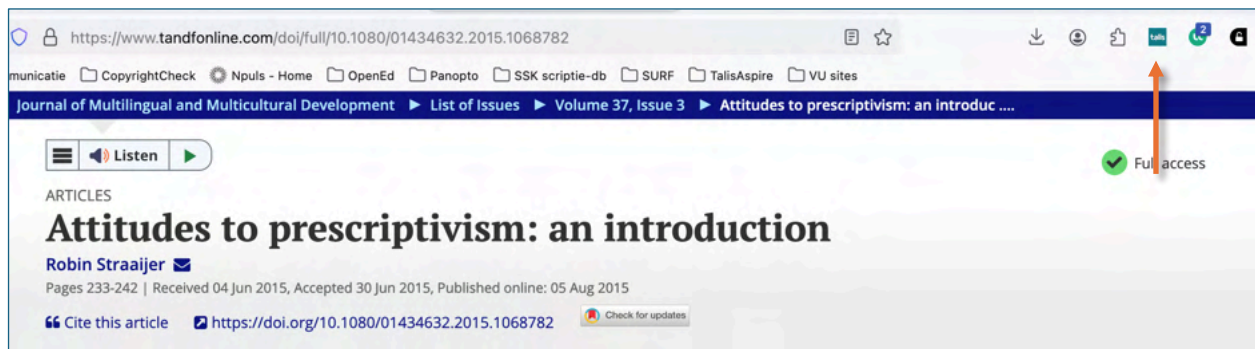 https://www.tandfonline.com/doi/full/10.1080/01434632.2015.1068782 talis 2
municatie CopyrightCheck Npuls - Home OpenEd Panopto SSK scriptie-db SURF TalisAspire VU sites
Journal of Multilingual and Multicultural Development ▶ List of Issues ▶ Volume 37, Issue 3 ▶ Attitudes to prescriptivism: an introduc ....
Listen
Full access
ARTICLES
Attitudes to prescriptivism: an introduction
Robin Straaijer
Pages 233-242 | Received 04 Jun 2015, Accepted 30 Jun 2015, Published online: 05 Aug 2015
Cite this article https://doi.org/10.1080/01434632.2015.1068782 Check for updates